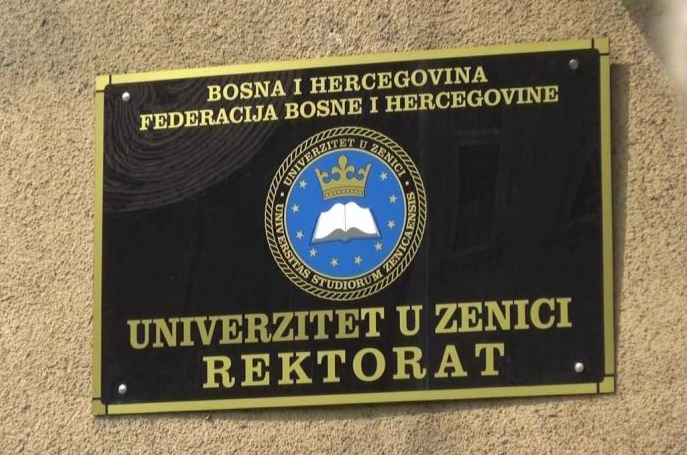 BOSNA I HERCEGOVINA
FEDERACIJA BOSNE I HERCEGOVINE
UNIVERZITET U ZENICI
UNIVERSITAS STUDIORUM ZENICAENSIS
UNIVERZITET U ZENICI
REKTORAT